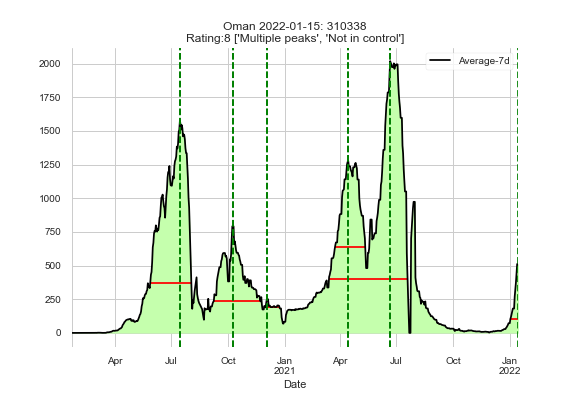 Oman 2022-01-15: 310338
Rating:8 ['Multiple peaks', 'Not in control']
Average-7d
2000
1750
1500
1250
1000
750
500
250
0
Apr
Jul
Oct
Jan
2021
Apr
Jul
Oct
Jan
2022
Date